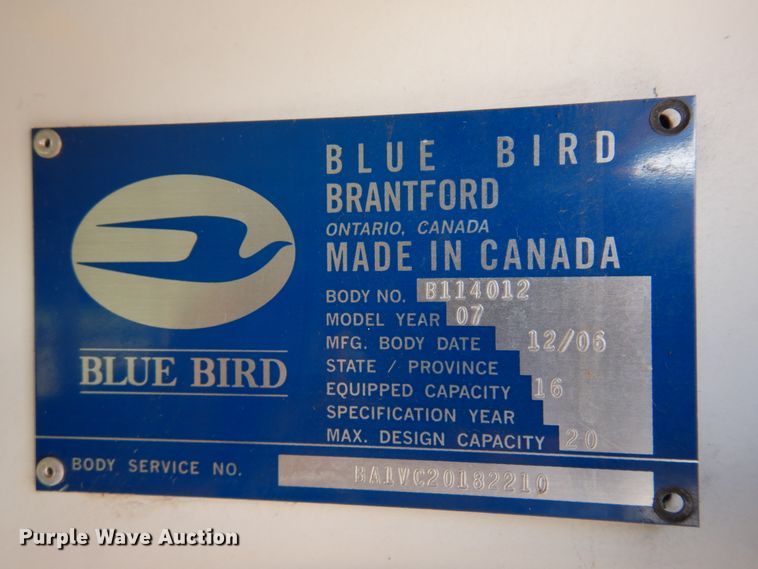 BLUE BIRD
BLUE BIRD
BRANTFORD
ONTARIO, CANADA
MADE IN CANADA
BODY NO. B114012
MODEL YEAR 07
MFG. BODY DATE 12/06
STATE / PROVINCE
EQUIPPED CAPACITY 16
SPECIFICATION YEAR
MAX. DESIGN CAPACITY 20
BODY SERVICE NO. BA1VC20182210
Purple Wave Auction